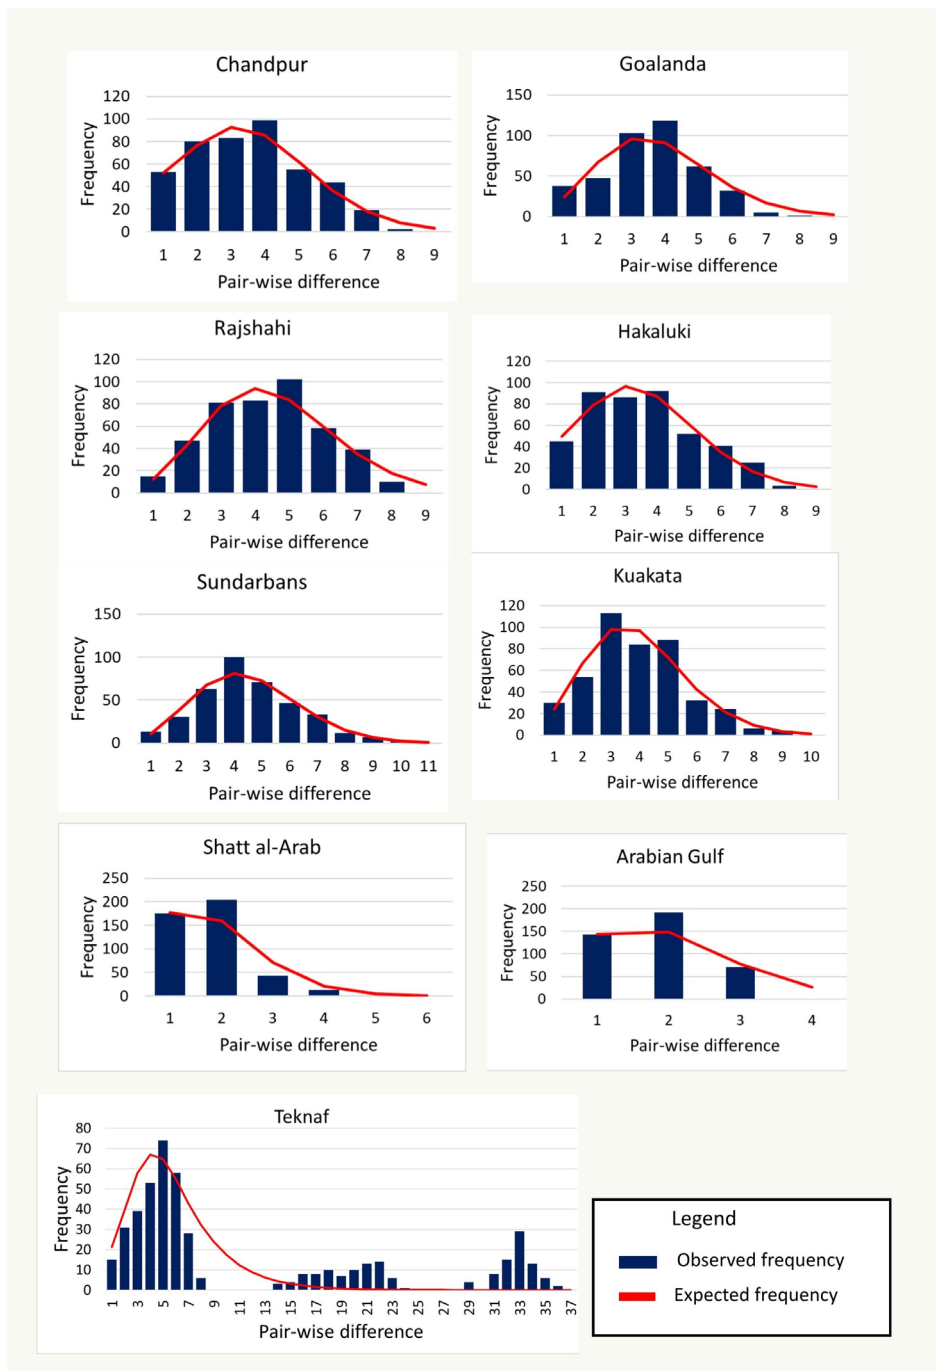 Chandpur
120
100
80
60
40
20
0
Frequency
1 2 3 4 5 6 7 8 9
Pair-wise difference
Goalanda
150
100
50
0
Frequency
1 2 3 4 5 6 7 8 9
Pair-wise difference
Rajshahi
120
100
80
60
40
20
0
Frequency
1 2 3 4 5 6 7 8 9
Pair-wise difference
Hakaluki
120
100
80
60
40
20
0
Frequency
1 2 3 4 5 6 7 8 9
Pair-wise difference
Sundarbans
150
100
50
0
Frequency
1 2 3 4 5 6 7 8 9 10 11
Pair-wise difference
Kuakata
120
100
80
60
40
20
0
Frequency
1 2 3 4 5 6 7 8 9 10
Pair-wise difference
Shatt al-Arab
250
200
150
100
50
0
Frequency
1 2 3 4 5 6
Pair-wise difference
Arabian Gulf
250
200
150
100
50
0
Frequency
1 2 3 4
Pair-wise difference
Teknaf
80
70
60
50
40
30
20
10
0
Frequency
1 3 5 7 9 11 13 15 17 19 21 23 25 27 29 31 33 35 37
Pair-wise difference
Legend
Observed frequency
Expected frequency